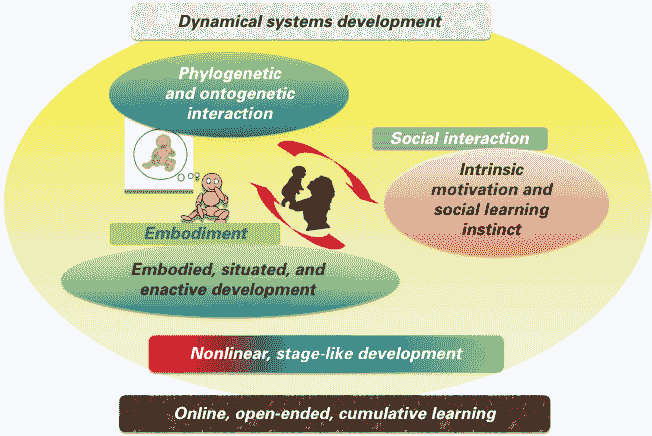 Dynamical systems development
Phylogenetic
and ontogenetic
interaction
Social interaction
Intrinsic
motivation and
social learning
instinct
Embodiment
Embodied, situated, and
enactive development
Nonlinear, stage-like development
Online, open-ended, cumulative learning